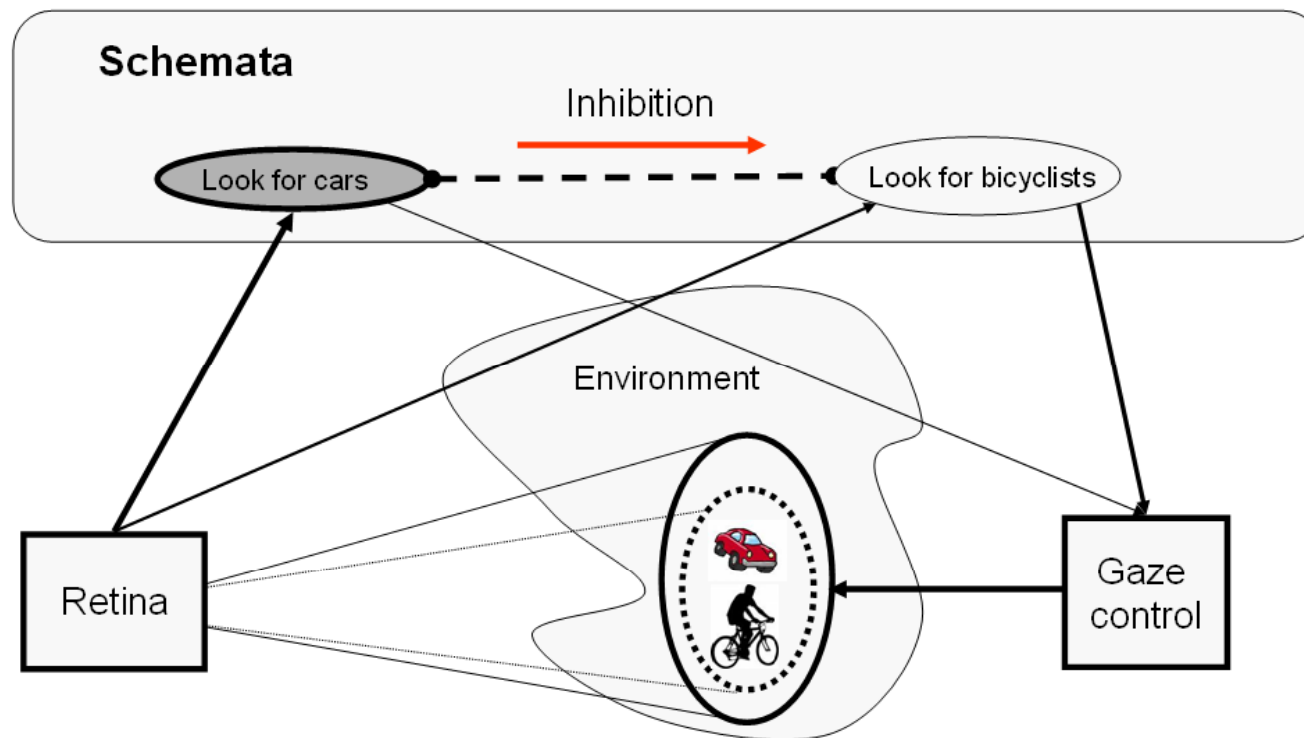 Schemata
Inhibition
Look for cars
Look for bicyclists
Environment
Retina
Gaze
control